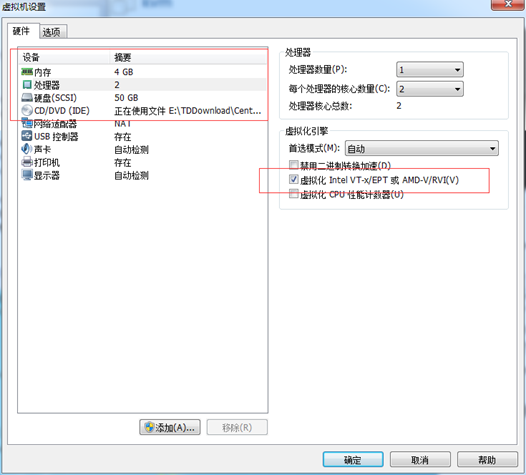 虚拟机设置
硬件 选项
设备 摘要
内存 4 GB
处理器 2
硬盘(SCSI) 50 GB
CD/DVD (IDE) 正在使用文件 E:\TDDownload\Cent...
网络适配器 NAT
USB 控制器 存在
声卡 自动检测
打印机 存在
显示器 自动检测
添加(A)... 移除(R)
处理器
处理器数量(P): 1
每个处理器的核心数量(C): 2
处理器核心总数: 2
虚拟化引擎
首选模式(M): 自动
禁用二进制转换加速(D)
虚拟化 Intel VT-x/EPT 或 AMD-V/RVI(V)
虚拟化 CPU 性能计数器(U)
确定 取消 帮助